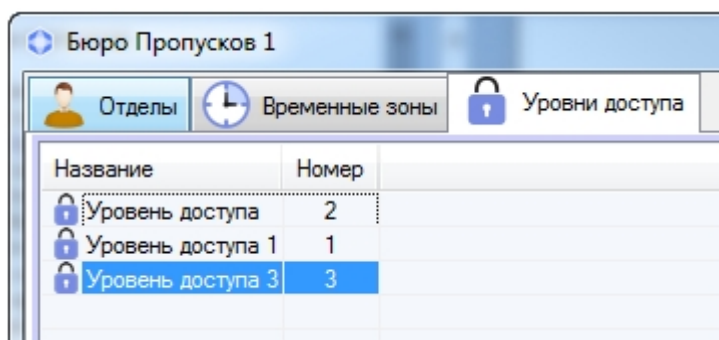 Бюро Пропусков 1
Отделы Временные зоны Уровни доступа
Название Номер
Уровень доступа 2
Уровень доступа 1 1
Уровень доступа 3 3